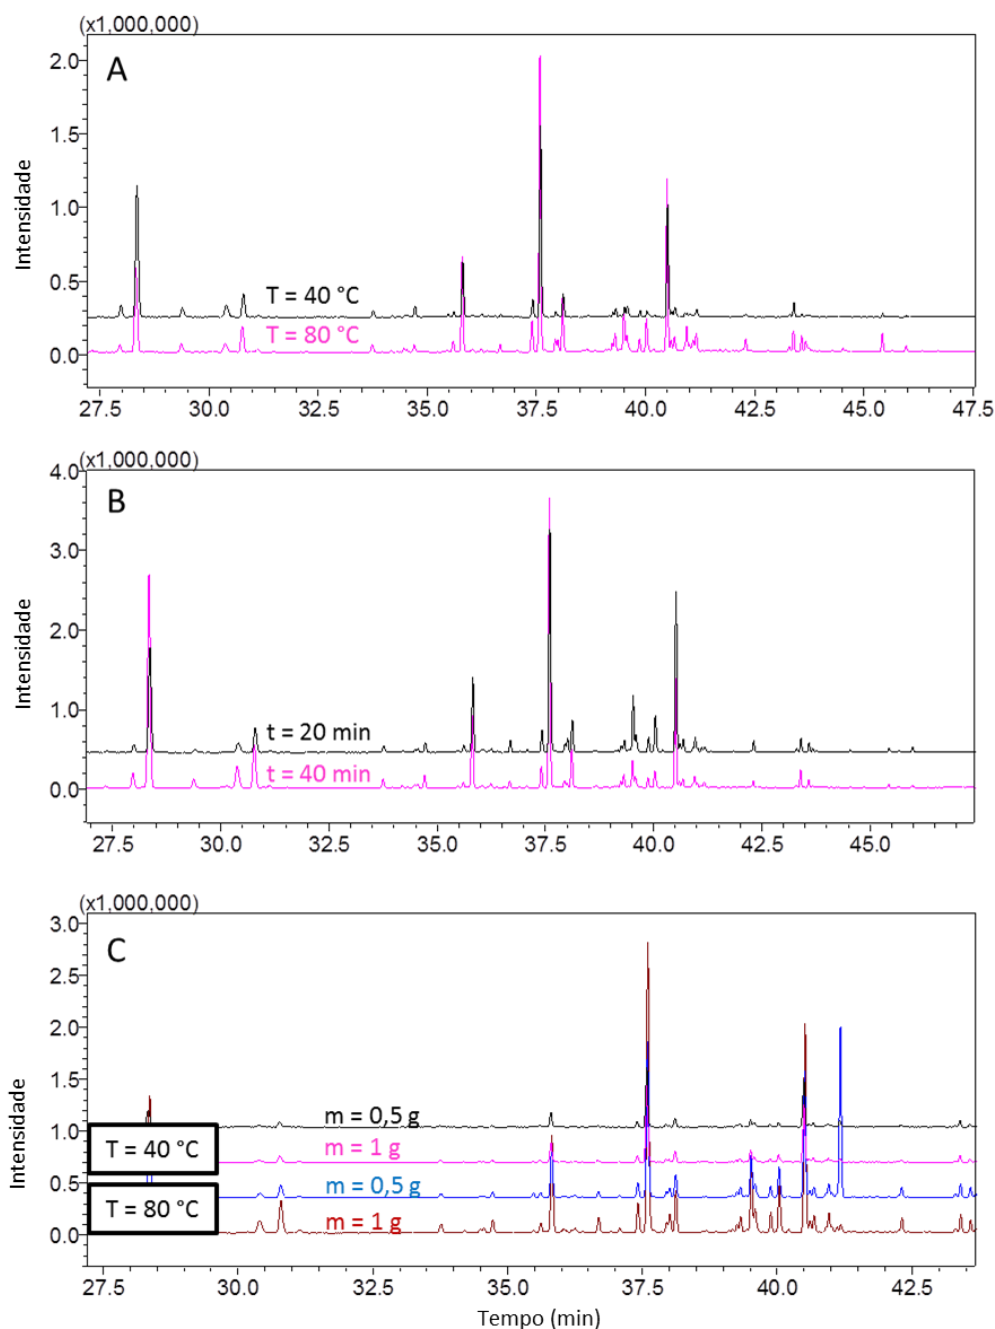 (x1,000,000)
A
2.0
1.5
1.0
0.5
0.0
Intensidade
T = 40 °C
T = 80 °C
27.5 30.0 32.5 35.0 37.5 40.0 42.5 45.0 47.5
(x1,000,000)
B
4.0
3.0
2.0
1.0
0.0
Intensidade
t = 20 min
t = 40 min
27.5 30.0 32.5 35.0 37.5 40.0 42.5 45.0
(x1,000,000)
C
3.0
2.5
2.0
1.5
1.0
0.5
0.0
Intensidade
m = 0,5 g
T = 40 °C
m = 1 g
m = 0,5 g
T = 80 °C
m = 1 g
27.5 30.0 32.5 35.0 37.5 40.0 42.5
Tempo (min)